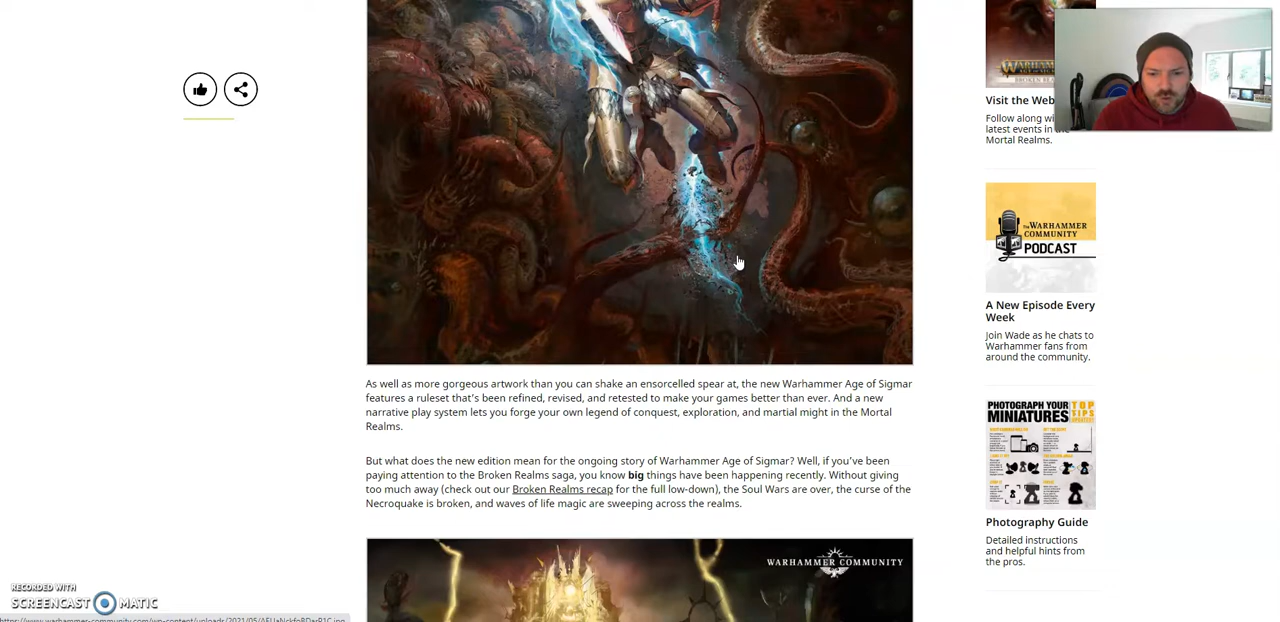 WARHAMMER
Visit the Web
Follow along wi
latest events in the
Mortal Realms.
THE WARHAMMER
COMMUNITY
PODCAST
A New Episode Every
Week
Join Wade as he chats to
Warhammer fans from
around the community.
As well as more gorgeous artwork than you can shake an ensorcelled spear at, the new Warhammer Age of Sigmar
features a ruleset that's been refined, revised, and retested to make your games better than ever. And a new
narrative play system lets you forge your own legend of conquest, exploration, and martial might in the Mortal
Realms.
But what does the new edition mean for the ongoing story of Warhammer Age of Sigmar? Well, if you've been
paying attention to the Broken Realms saga, you know big things have been happening recently. Without giving
too much away (check out our Broken Realms recap for the full low-down), the Soul Wars are over, the curse of the
Necroquake is broken, and waves of life magic are sweeping across the realms.
PHOTOGRAPH YOUR
MINIATURES
TOP
TIPS
Photography Guide
Detailed instructions
and helpful hints from
the pros.
WARHAMMER COMMUNITY
RECORDED WITH
SCREENCAST MATIC